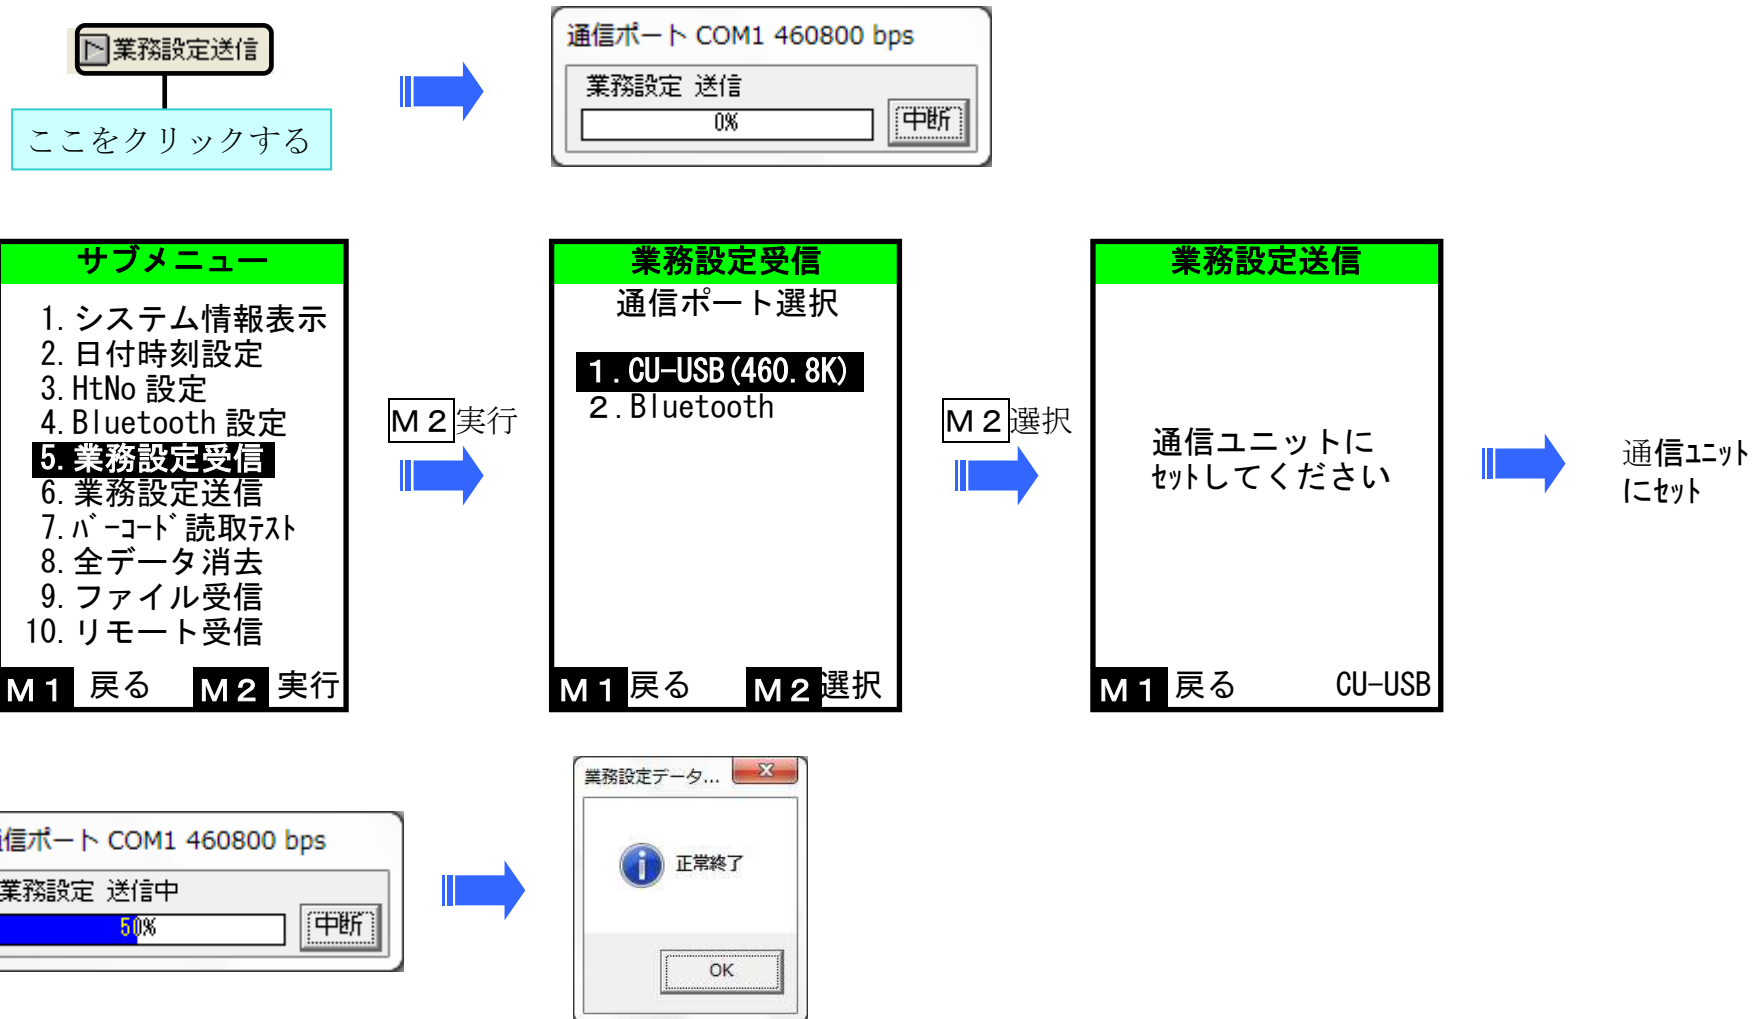 業務設定送信
ここをクリックする
通信ポート COM1 460800 bps
業務設定 送信
0%
中断
サブメニュー
1. システム情報表示
2. 日付時刻設定
3. HtNo 設定
4. Bluetooth 設定
5. 業務設定受信
6. 業務設定送信
7. ﾊﾞｰｺｰﾄﾞ読取ﾃｽﾄ
8. 全データ消去
9. ファイル受信
10. リモート受信
M1 戻る M2 実行
M2実行
業務設定受信
通信ポート選択
1. CU-USB(460.8K)
2. Bluetooth
M1 戻る M2 選択
M2選択
業務設定送信
通信ユニットに
ｾｯﾄしてください
M1 戻る CU-USB
通信ﾕﾆｯﾄ
にｾｯﾄ
信ポート COM1 460800 bps
業務設定 送信中
50%
中断
業務設定データ...
正常終了
OK